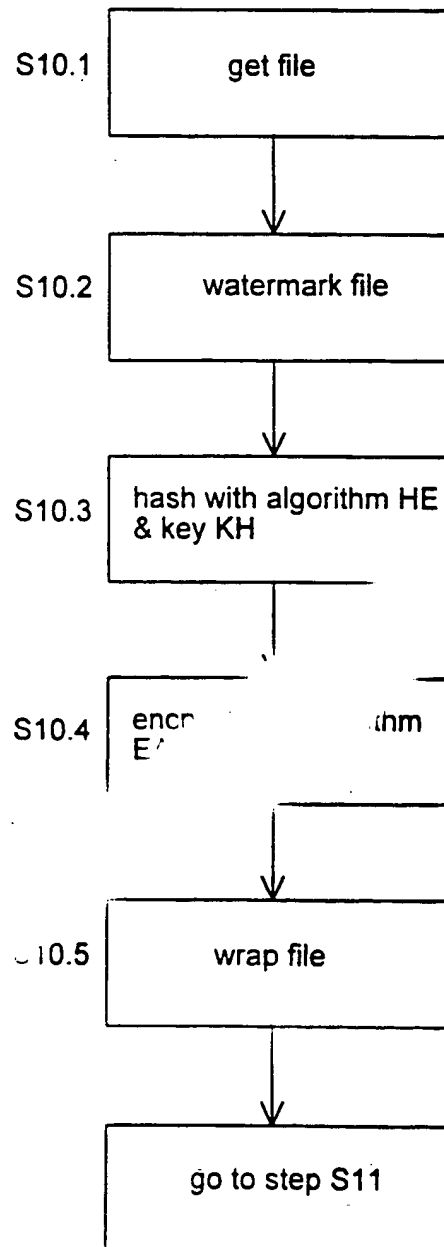 S10.1
get file
S10.2
watermark file
S10.3
hash with algorithm HE
& key KH
S10.4
10.5
wrap file
go to step S11